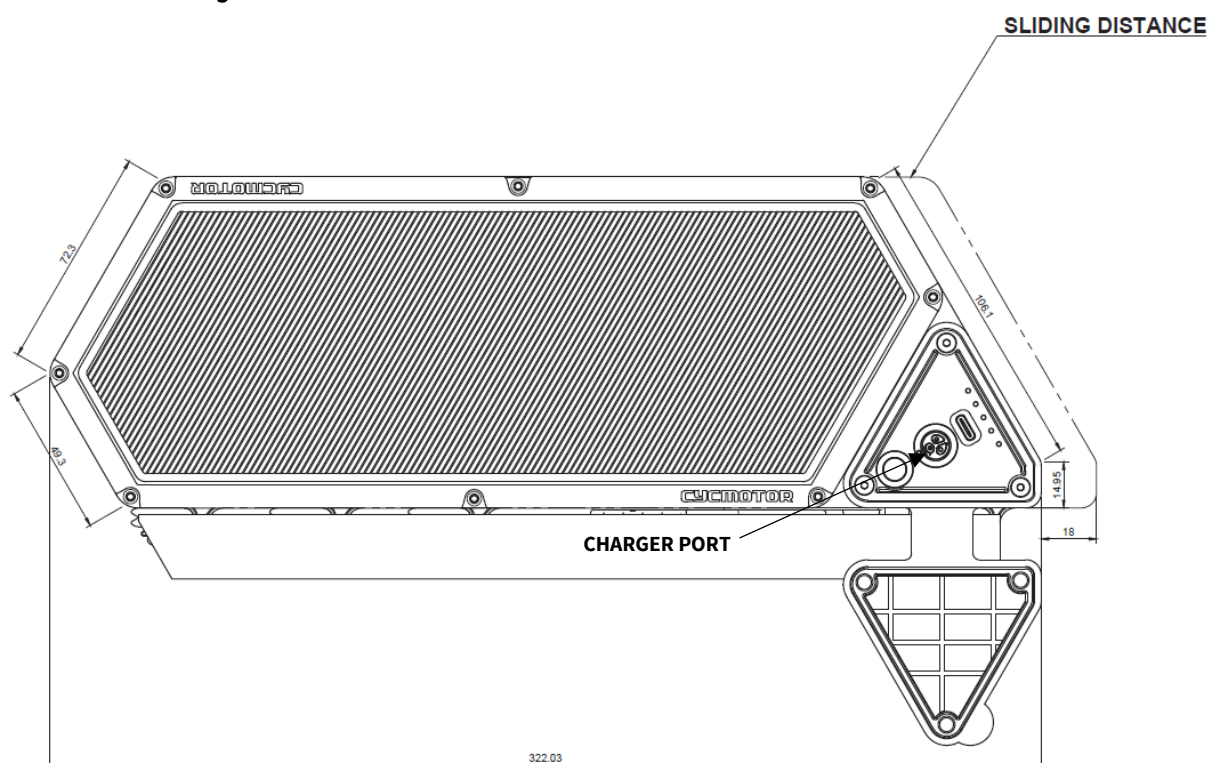 SLIDING DISTANCE
CYCMOTOR
72.3
106.1
49.3
14.95
CYCMOTOR
18
CHARGER PORT
322.03